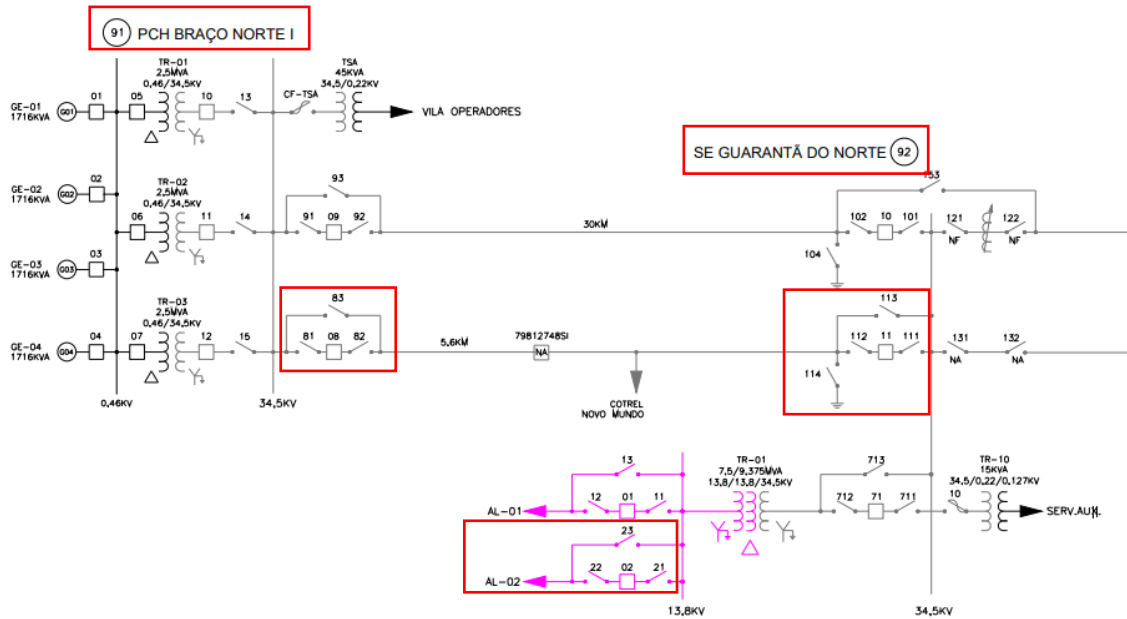 91 PCH BRAÇO NORTE I
TR-01
2,5MVA
0,46/34,5KV
TSA
45KVA
34,5/0,22KV
GE-01
1716KVA
G01
01
05
10
13
CF-TSA
VILA OPERADORES
SE GUARANTÃ DO NORTE 92
GE-02
1716KVA
G02
02
TR-02
2,5MVA
0,46/34,5KV
93
153
06
11
14
91
09
92
30KM
102
10
101
121
122
NF
NF
104
GE-03
1716KVA
G03
03
TR-03
2,5MVA
0,46/34,5KV
83
113
GE-04
1716KVA
G04
04
07
12
15
81
08
82
5,6KM
79812748SI
NA
112
11
111
131
132
NA
NA
114
0,46KV
34,5KV
COTREL
NOVO MUNDO
13
TR-01
7,5/9,375MVA
13,8/13,8/34,5KV
713
TR-10
15KVA
34,5/0,22/0,127KV
AL-01
12
01
11
712
71
711
10
SERV.AUX.
23
AL-02
22
02
21
13,8KV
34,5KV